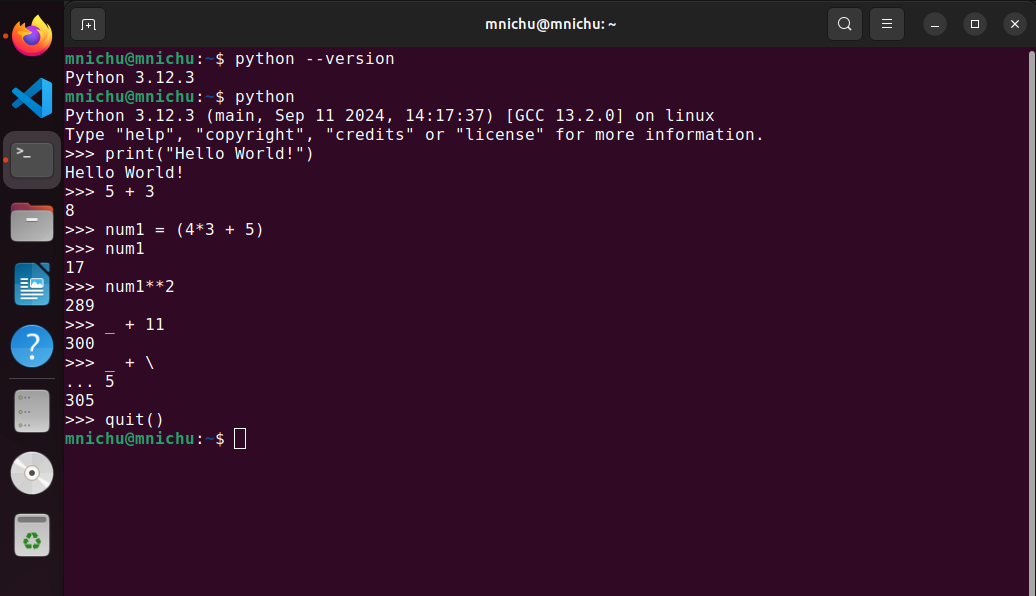 mnichu@mnichu: ~
mnichu@mnichu:~$ python --version
Python 3.12.3
mnichu@mnichu:~$ python
Python 3.12.3 (main, Sep 11 2024, 14:17:37) [GCC 13.2.0] on linux
Type "help", "copyright", "credits" or "license" for more information.
>>> print("Hello World!")
Hello World!
>>> 5 + 3
8
>>> num1 = (4*3 + 5)
>>> num1
17
>>> num1**2
289
>>> _ + 11
300
>>> _ + \
... 5
305
>>> quit()
mnichu@mnichu:~$